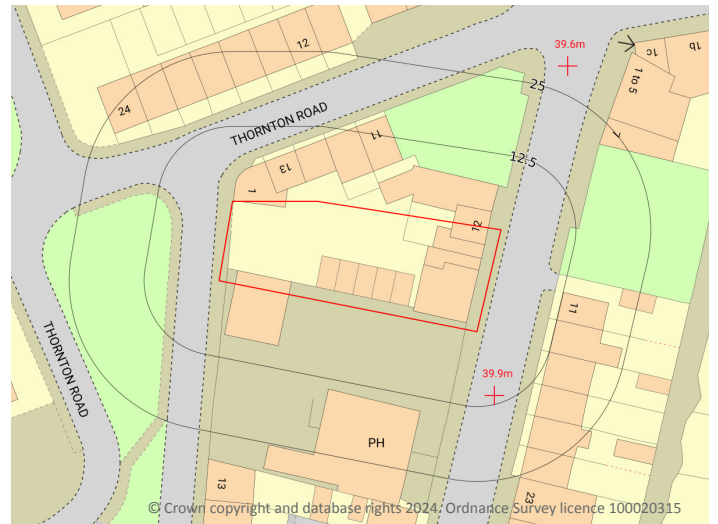 39.6m
12
1c
1b
1 to 5
24
25
THORNTON ROAD
11
7
12.5
13
1
12
11
THORNTON ROAD
39.9m
PH
13
23
© Crown copyright and database rights 2024. Ordnance Survey licence 100020315